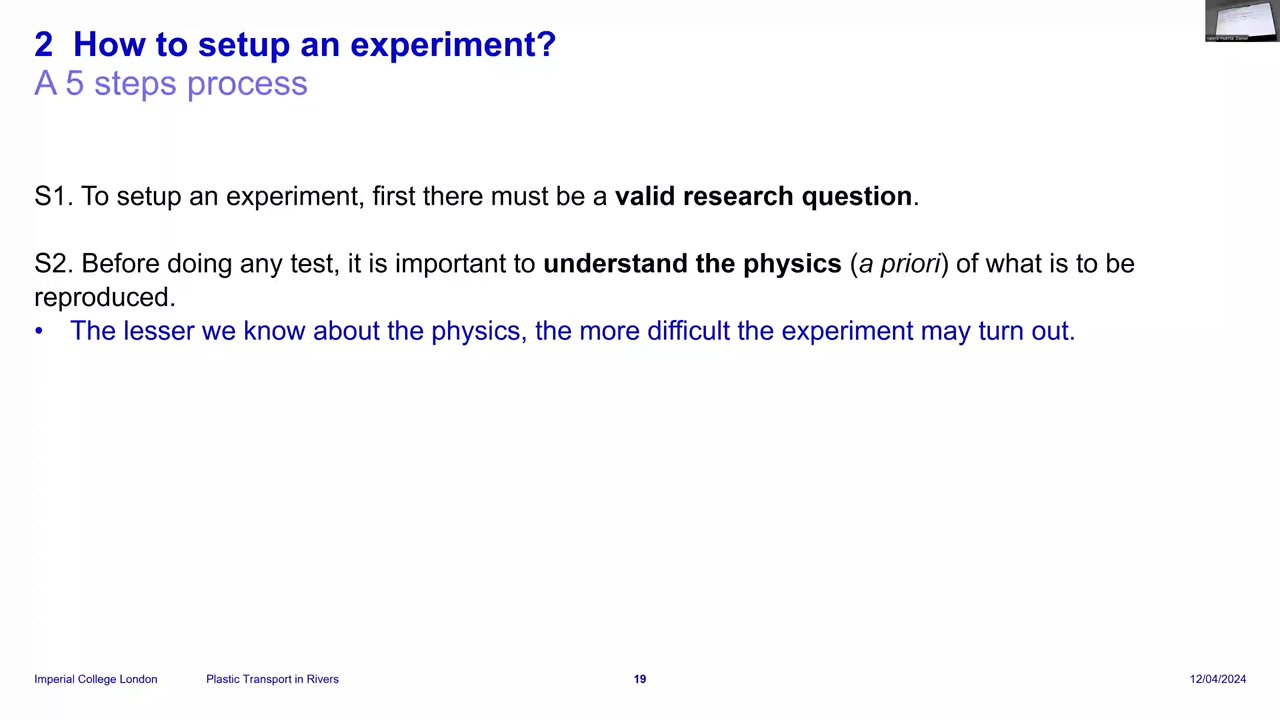 2 How to setup an experiment?
A 5 steps process
S1. To setup an experiment, first there must be a valid research question.
S2. Before doing any test, it is important to understand the physics (a priori) of what is to be
reproduced.
• The lesser we know about the physics, the more difficult the experiment may turn out.
Imperial College London Plastic Transport in Rivers 19 12/04/2024